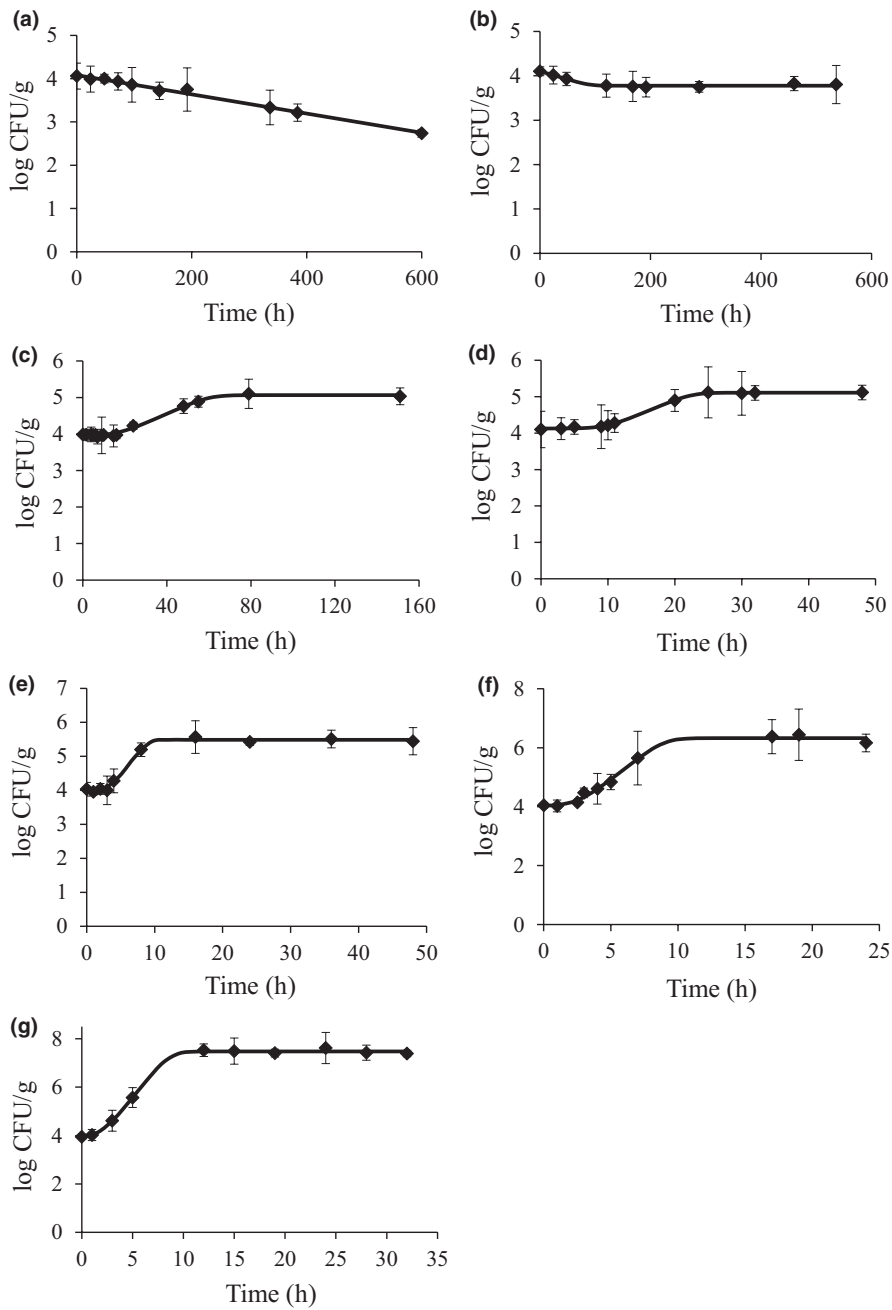 (a)
5
4
3
2
1
0
log CFU/g
0 200 400 600
Time (h)
(b)
5
4
3
2
1
0
log CFU/g
0 200 400 600
Time (h)
(c)
6
5
4
3
2
1
0
log CFU/g
0 40 80 120 160
Time (h)
(d)
6
5
4
3
2
1
0
log CFU/g
0 10 20 30 40 50
Time (h)
(e)
7
6
5
4
3
2
1
0
log CFU/g
0 10 20 30 40 50
Time (h)
(f)
8
6
4
2
0
log CFU/g
0 5 10 15 20 25
Time (h)
(g)
8
6
4
2
0
log CFU/g
0 5 10 15 20 25 30 35
Time (h)